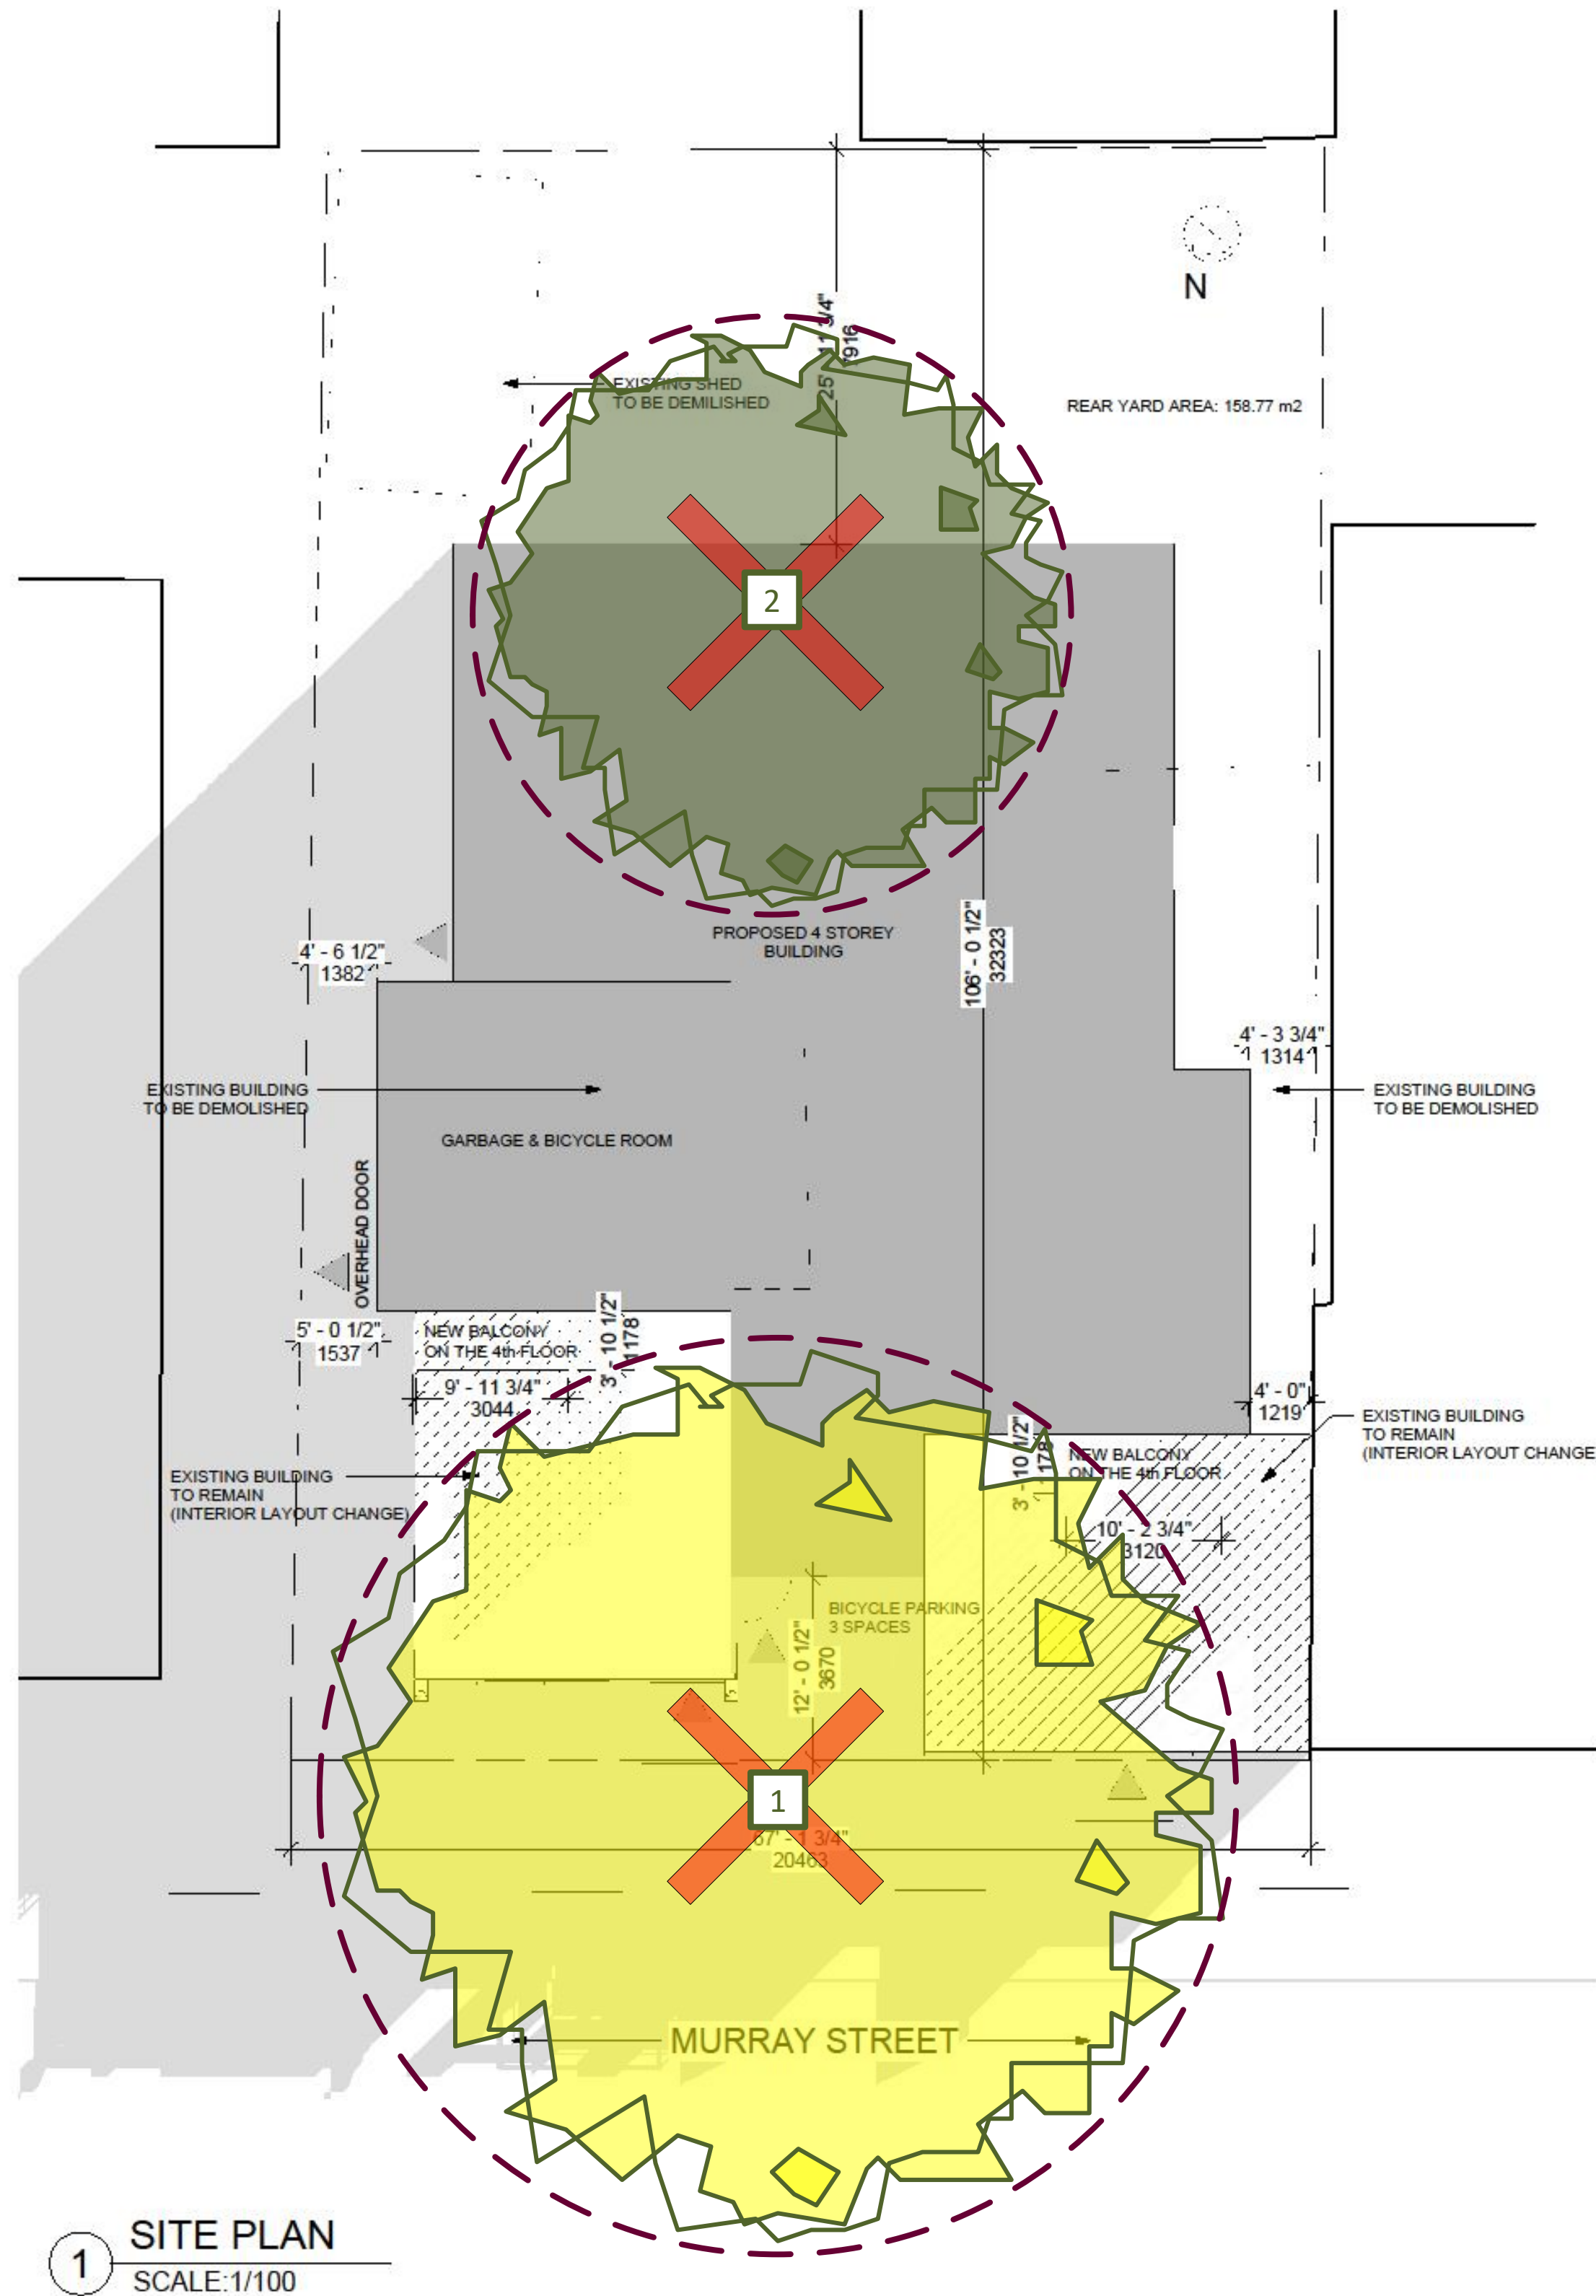 N
25' 11 3/4"
7916
EXISTING SHED
TO BE DEMILISHED
REAR YARD AREA: 158.77 m2
2
PROPOSED 4 STOREY
BUILDING
106' - 0 1/2"
32323
4' - 6 1/2"
1382
4' - 3 3/4"
1314
EXISTING BUILDING
TO BE DEMOLISHED
EXISTING BUILDING
TO BE DEMOLISHED
GARBAGE & BICYCLE ROOM
OVERHEAD DOOR
5' - 0 1/2"
1537
NEW BALCONY
ON THE 4th FLOOR
3' - 10 1/2"
1178
9' - 11 3/4"
3044
4' - 0"
1219
EXISTING BUILDING
TO REMAIN
(INTERIOR LAYOUT CHANGE
3' - 10 1/2"
1178
NEW BALCONY
ON THE 4th FLOOR
EXISTING BUILDING
TO REMAIN
(INTERIOR LAYOUT CHANGE)
10' - 2 3/4"
3120
BICYCLE PARKING
3 SPACES
12' - 0 1/2"
3670
1
67' - 1 3/4"
20463
MURRAY STREET
1
SITE PLAN
SCALE:1/100